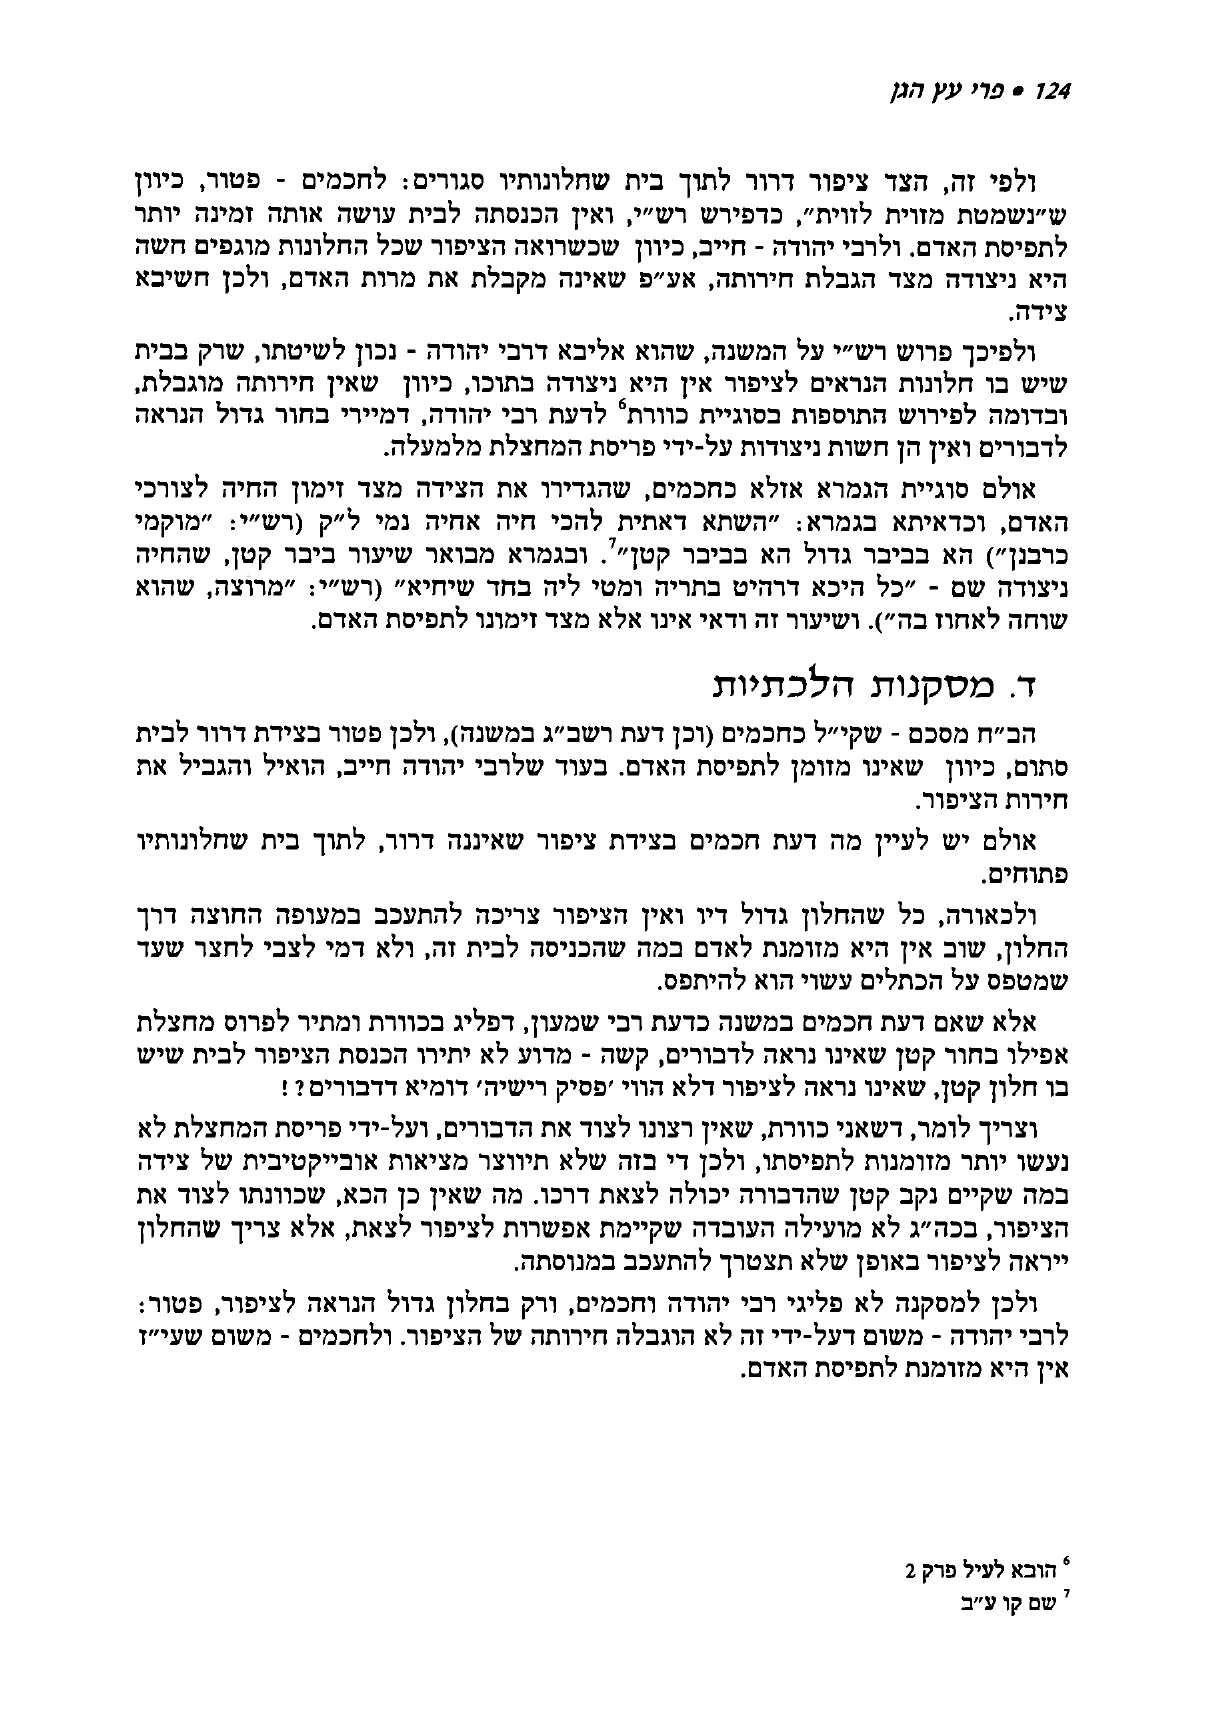 124 • פרי עץ הגן
ולפי זה, הצד ציפור דרור לתוך בית שחלונותיו סגורים: לחכמים - פטור, כיוון
ש"נשמטת מזוית לזוית", כדפירש רש"י, ואין הכנסתה לבית עושה אותה זמינה יותר
לתפיסת האדם. ולרבי יהודה - חייב, כיוון שכשרואה הציפור שכל החלונות מוגפים חשה
היא ניצודה מצד הגבלת חירותה, אע"פ שאינה מקבלת את מרות האדם, ולכן חשיבא
צידה.
ולפיכך פרוש רש"י על המשנה, שהוא אליבא דרבי יהודה - נכון לשיטתו, שרק בבית
שיש בו חלונות הנראים לציפור אין היא ניצודה בתוכו, כיוון שאין חירותה מוגבלת,
ובדומה לפירוש התוספות בסוגיית כוורת⁶ לדעת רבי יהודה, דמיירי בחור גדול הנראה
לדבורים ואין הן חשות ניצודות על-ידי פריסת המחצלת מלמעלה.
אולם סוגיית הגמרא אזלא כחכמים, שהגדירו את הצידה מצד זימון החיה לצורכי
האדם, וכדאיתא בגמרא: "השתא דאתית להכי חיה אחיה נמי ל"ק (רש"י: "מוקמי
כרבנן") הא בביבר גדול הא בביבר קטן"⁷. ובגמרא מבואר שיעור ביבר קטן, שהחיה
ניצודה שם - "כל היכא דרהיט בתריה ומטי ליה בחד שיחיא" (רש"י: "מרוצה, שהוא
שוחה לאחוז בה"). ושיעור זה ודאי אינו אלא מצד זימונו לתפיסת האדם.
ד. מסקנות הלכתיות
הב"ח מסכם - שקי"ל כחכמים (וכן דעת רשב"ג במשנה), ולכן פטור בצידת דרור לבית
סתום, כיוון שאינו מזומן לתפיסת האדם. בעוד שלרבי יהודה חייב, הואיל והגביל את
חירות הציפור.
אולם יש לעיין מה דעת חכמים בצידת ציפור שאיננה דרור, לתוך בית שחלונותיו
פתוחים.
ולכאורה, כל שהחלון גדול דיו ואין הציפור צריכה להתעכב במעופה החוצה דרך
החלון, שוב אין היא מזומנת לאדם במה שהכניסה לבית זה, ולא דמי לצבי לחצר שעד
שמטפס על הכתלים עשוי הוא להיתפס.
אלא שאם דעת חכמים במשנה כדעת רבי שמעון, דפליג בכוורת ומתיר לפרוס מחצלת
אפילו בחור קטן שאינו נראה לדבורים, קשה - מדוע לא יתירו הכנסת הציפור לבית שיש
בו חלון קטן, שאינו נראה לציפור דלא הווי 'פסיק רישיה' דומיא דדבורים?!
וצריך לומר, דשאני כוורת, שאין רצונו לצוד את הדבורים, ועל-ידי פריסת המחצלת לא
נעשו יותר מזומנות לתפיסתו, ולכן די בזה שלא תיווצר מציאות אובייקטיבית של צידה
במה שקיים נקב קטן שהדבורה יכולה לצאת דרכו. מה שאין כן הכא, שכוונתו לצוד את
הציפור, בכה"ג לא מועילה העובדה שקיימת אפשרות לציפור לצאת, אלא צריך שהחלון
ייראה לציפור באופן שלא תצטרך להתעכב במנוסתה.
ולכן למסקנה לא פליגי רבי יהודה וחכמים, ורק בחלון גדול הנראה לציפור, פטור:
לרבי יהודה - משום דעל-ידי זה לא הוגבלה חירותה של הציפור. ולחכמים - משום שעי"ז
אין היא מזומנת לתפיסת האדם.
⁶ הובא לעיל פרק 2
⁷ שם קו ע"ב